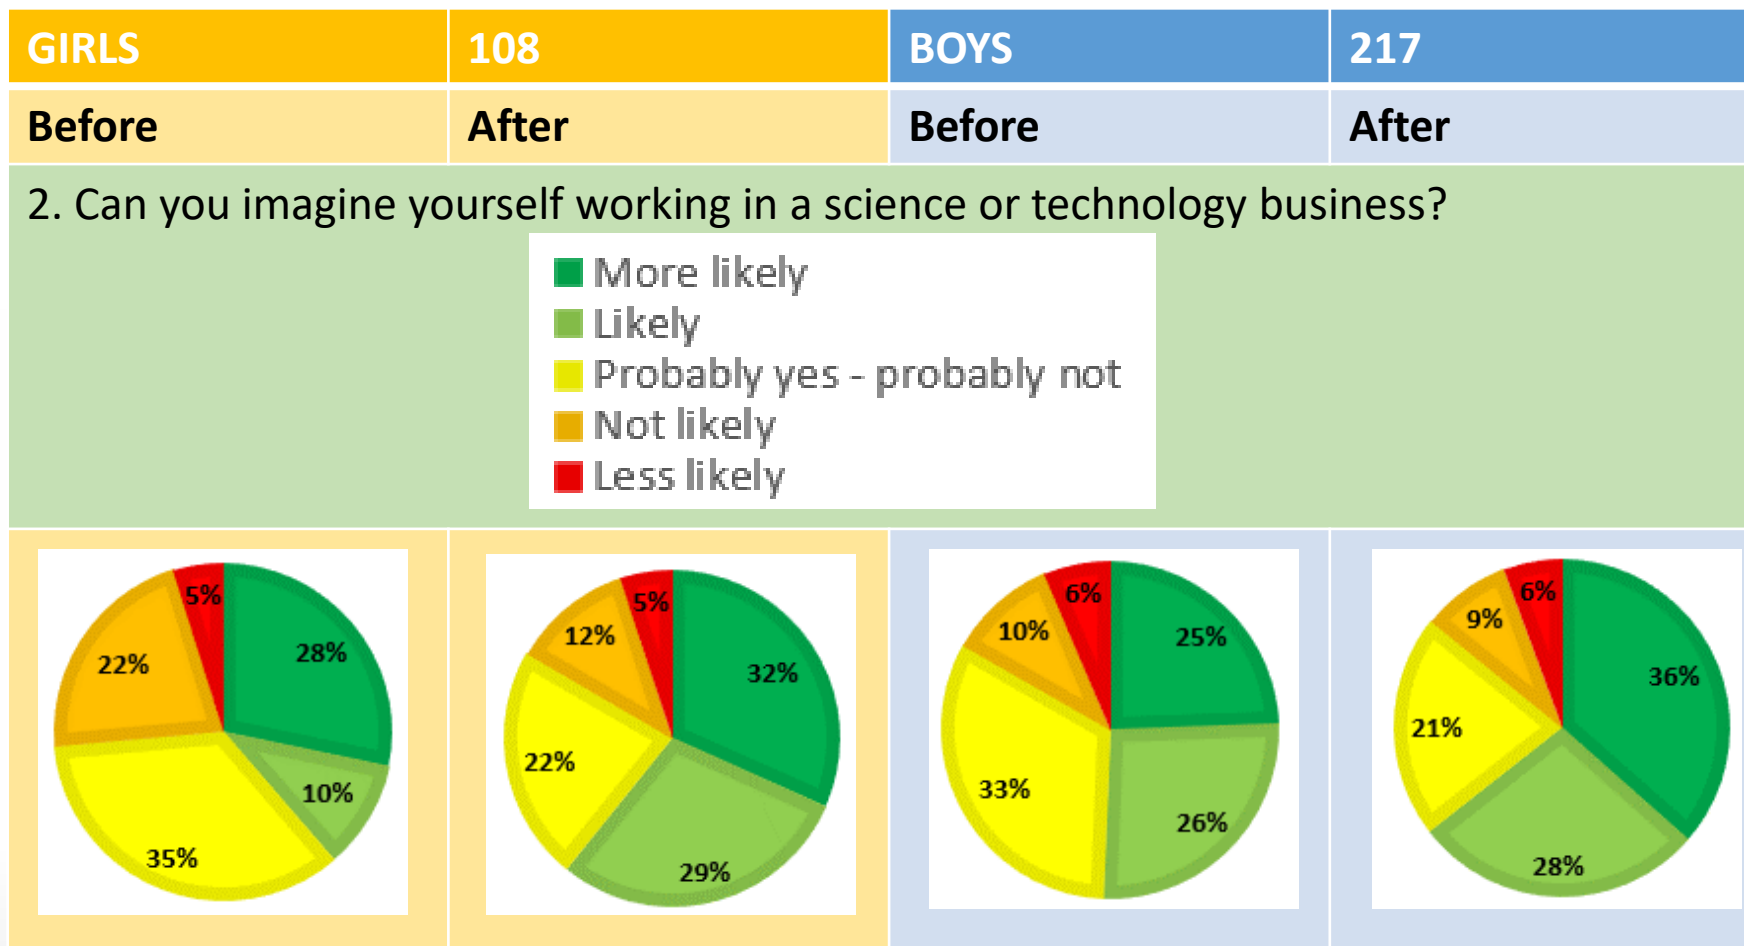 GIRLS 108 BOYS 217
Before After Before After
2. Can you imagine yourself working in a science or technology business?
More likely
Likely
Probably yes - probably not
Not likely
Less likely
5% 28% 22% 10% 35%
5% 12% 32% 22% 29%
6% 10% 25% 33% 26%
6% 9% 36% 21% 28%